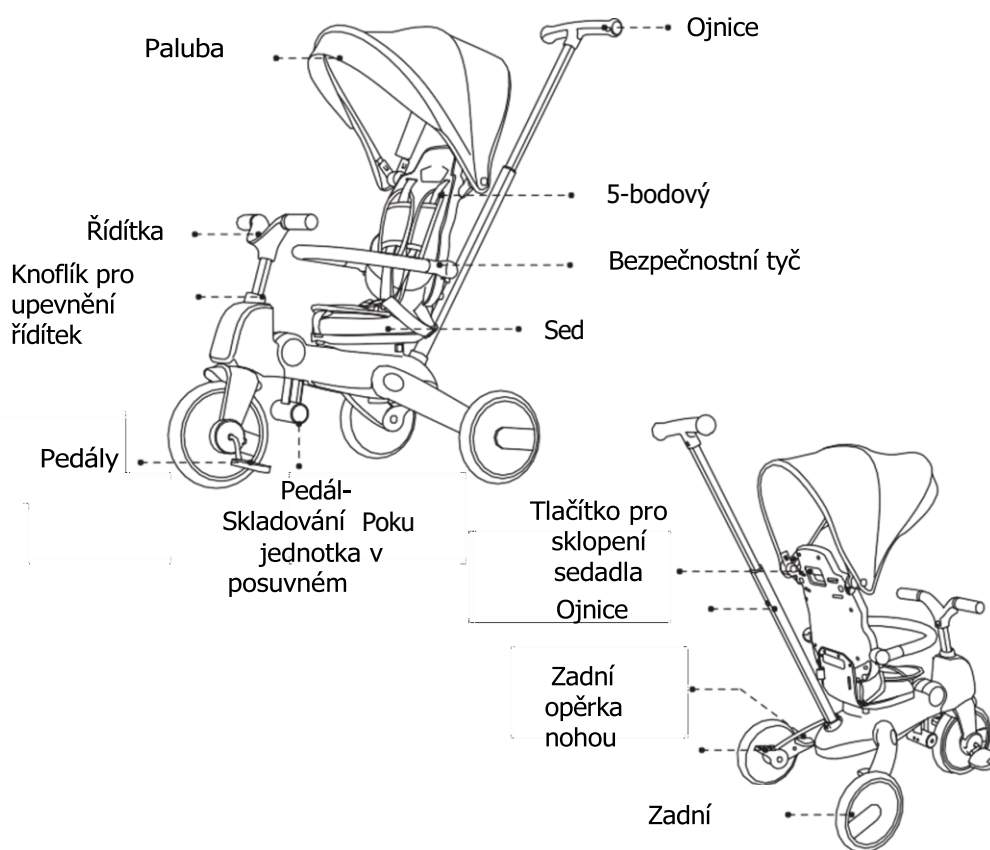 Ojnice
Paluba
5-bodový
Řídítka
Bezpečnostní tyč
Knoflík pro
upevnění
řídítek
Sed
Pedály
Pedál-
Skladování Poku
jednotka v
posuvném
Tlačítko pro
sklopení
sedadla
Ojnice
Zadní
opěrka
nohou
Zadní